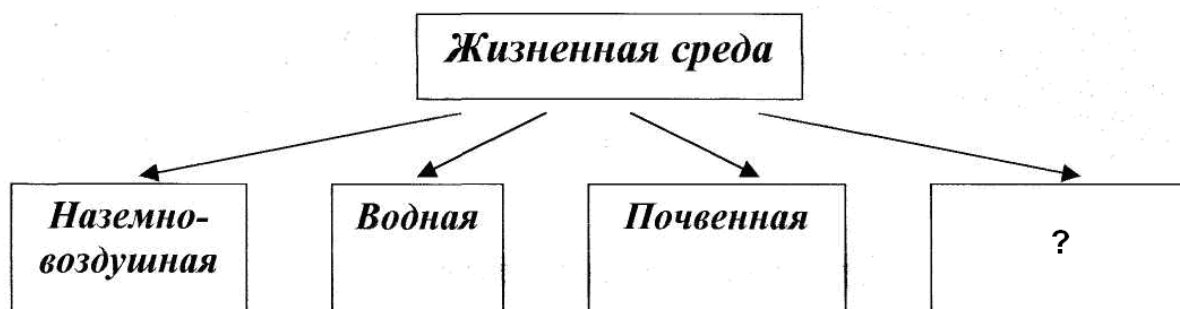 Жизненная среда
Наземно-
воздушная
Водная
Почвенная
?